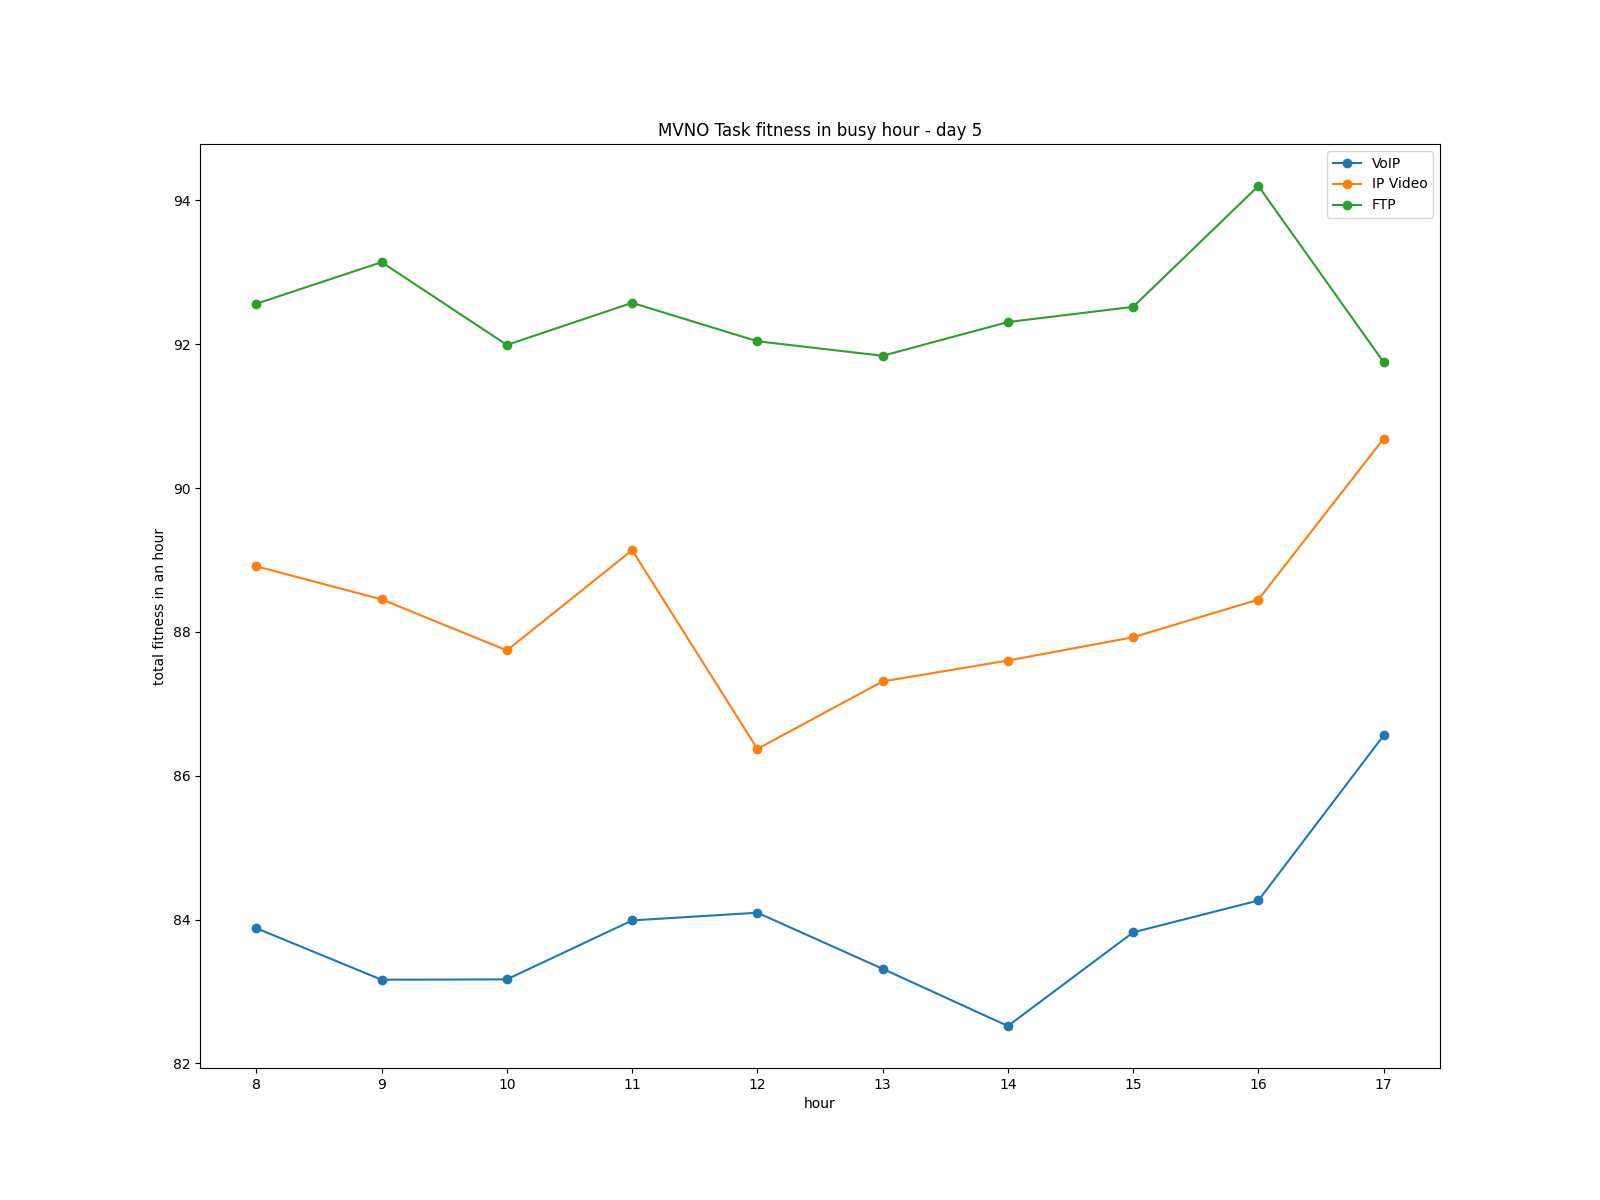 MVNO Task fitness in busy hour - day 5
VoIP
IP Video
FTP
94
92
90
88
86
84
82
total fitness in an hour
8 9 10 11 12 13 14 15 16 17
hour